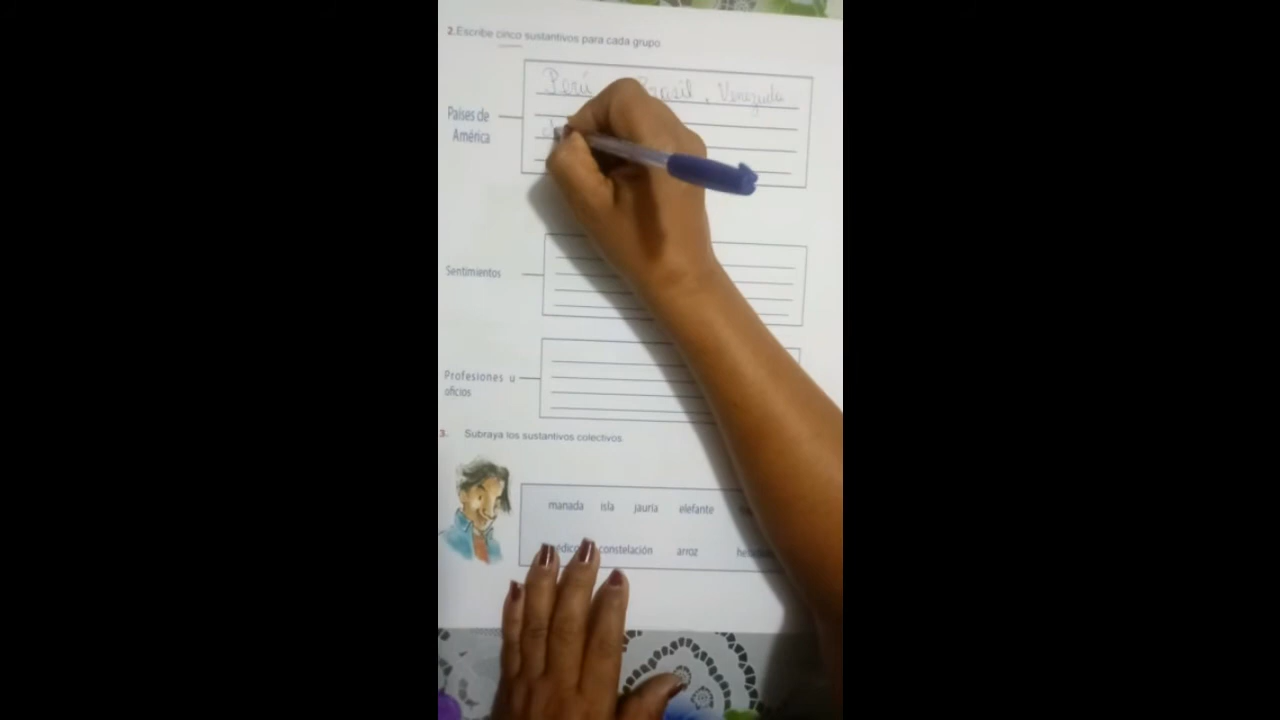 2. Escribe cinco sustantivos para cada grupo
Perú Brasil, Venezuela
Países de
América
Sentimientos
Profesiones u
oficios
3. Subraya los sustantivos colectivos
manada isla jauría elefante
constelación arroz